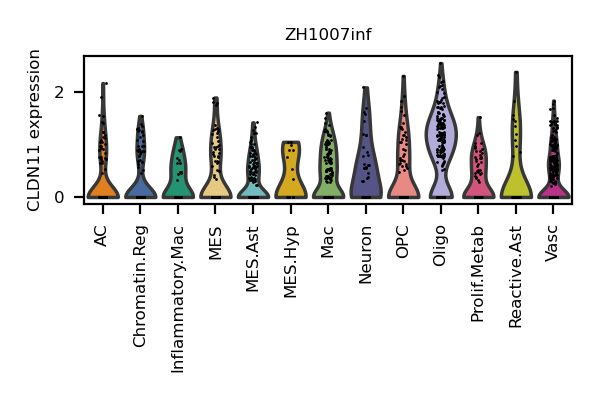 ZH1007inf
CLDN11 expression
2
0
AC
Chromatin.Reg
Inflammatory.Mac
MES
MES.Ast
MES.Hyp
Mac
Neuron
OPC
Oligo
Prolif.Metab
Reactive.Ast
Vasc